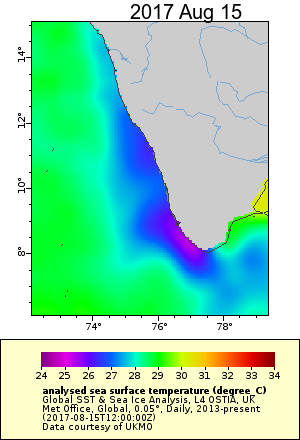 2017 Aug 15
14°
12°
10°
8°
74° 76° 78°
24 25 26 27 28 29 30 31 32 33 34
analysed sea surface temperature (degree_C)
Global SST & Sea Ice Analysis, L4 OSTIA, UK
Met Office, Global, 0.05°, Daily, 2013-present
(2017-08-15T12:00:00Z)
Data courtesy of UKMO